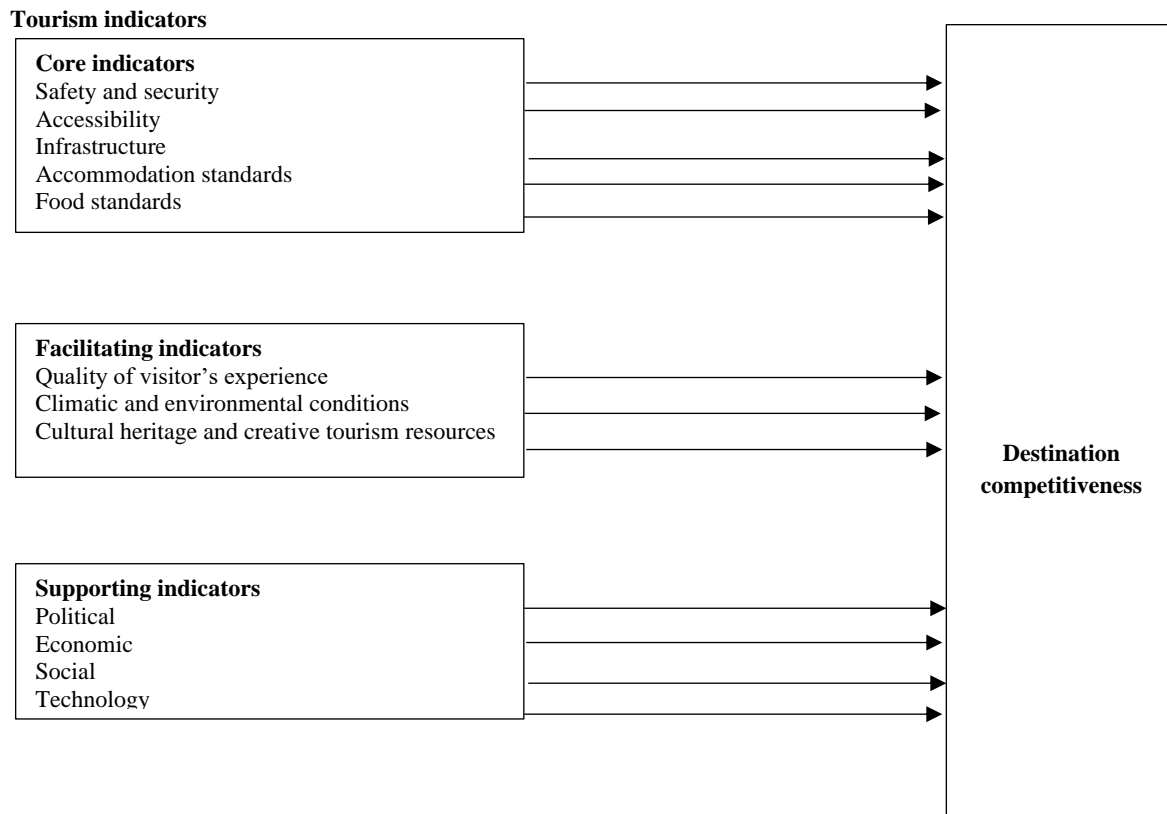 Tourism indicators
Core indicators
Safety and security
Accessibility
Infrastructure
Accommodation standards
Food standards
Facilitating indicators
Quality of visitor’s experience
Climatic and environmental conditions
Cultural heritage and creative tourism resources
Destination
competitiveness
Supporting indicators
Political
Economic
Social
Technology